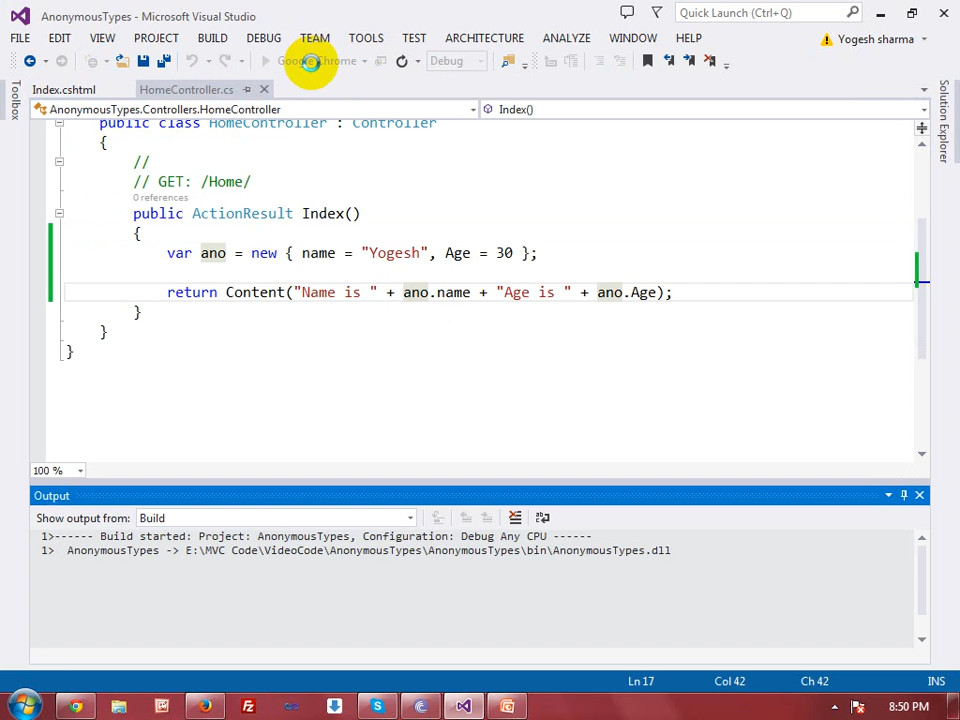 AnonymousTypes - Microsoft Visual Studio
Quick Launch (Ctrl+Q)
FILE EDIT VIEW PROJECT BUILD DEBUG TEAM TOOLS TEST ARCHITECTURE ANALYZE WINDOW HELP Yogesh sharma
Google Chrome Debug
Toolbox
Index.cshtml HomeController.cs
Solution Explorer
AnonymousTypes.Controllers.HomeController Index()
public class HomeController : Controller
{
//
// GET: /Home/
0 references
public ActionResult Index()
{
var ano = new { name = "Yogesh", Age = 30 };
return Content("Name is " + ano.name + "Age is " + ano.Age);
}
}
}
100 %
Output
Show output from: Build
1>------ Build started: Project: AnonymousTypes, Configuration: Debug Any CPU ------
1>  AnonymousTypes -> E:\MVC Code\VideoCode\AnonymousTypes\AnonymousTypes\bin\AnonymousTypes.dll
Ln 17 Col 42 Ch 42 INS
8:50 PM